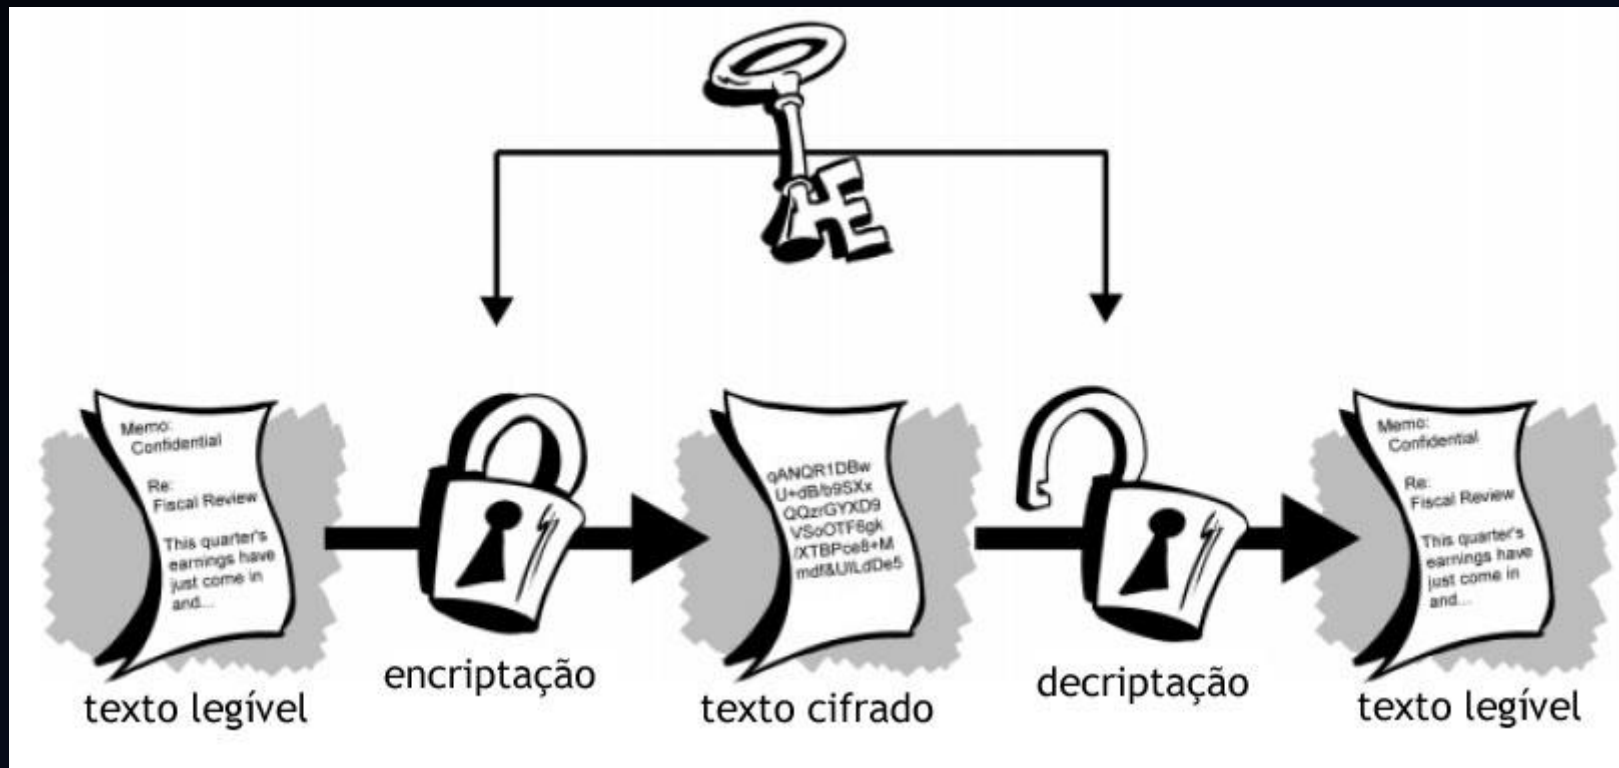 Memo:
Confidential
Re:
Fiscal Review
This quarter's
earnings have
just come in
and...
texto legível
encriptação
qANQR1DBw
U+dB/b9SXx
QQzrGYXD9
VSoOTF6gk
/XTBPce8+M
mdf&UILdDe5
texto cifrado
decriptação
Memo:
Confidential
Re:
Fiscal Review
This quarter's
earnings have
just come in
and...
texto legível